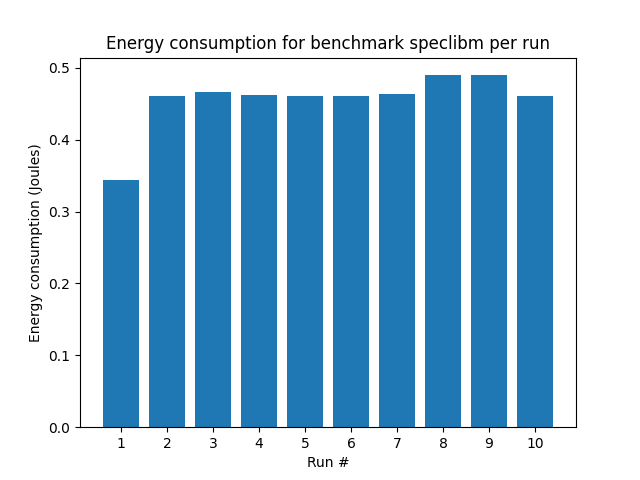 Energy consumption for benchmark speclibm per run
Energy consumption (Joules)
0.5
0.4
0.3
0.2
0.1
0.0
1 2 3 4 5 6 7 8 9 10
Run #